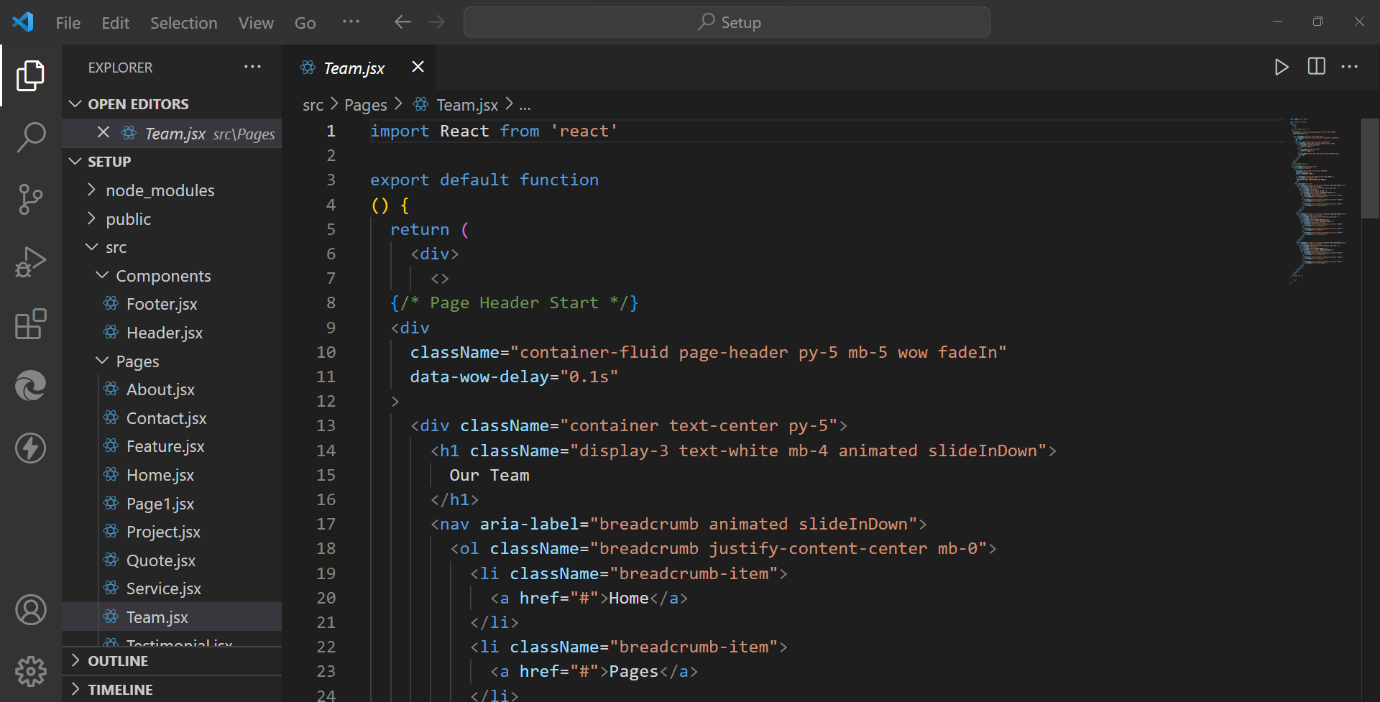 File Edit Selection View Go ··· Setup
EXPLORER ···
OPEN EDITORS
Team.jsx src\Pages
SETUP
node_modules
public
src
Components
Footer.jsx
Header.jsx
Pages
About.jsx
Contact.jsx
Feature.jsx
Home.jsx
Page1.jsx
Project.jsx
Quote.jsx
Service.jsx
Team.jsx
Testimonial.jsx
OUTLINE
TIMELINE
Team.jsx
src > Pages > Team.jsx > ...
1 import React from 'react'
2
3 export default function
4 () {
5 return (
6 <div>
7 <>
8 {/* Page Header Start */}
9 <div
10 className="container-fluid page-header py-5 mb-5 wow fadeIn"
11 data-wow-delay="0.1s"
12 >
13 <div className="container text-center py-5">
14 <h1 className="display-3 text-white mb-4 animated slideInDown">
15 Our Team
16 </h1>
17 <nav aria-label="breadcrumb animated slideInDown">
18 <ol className="breadcrumb justify-content-center mb-0">
19 <li className="breadcrumb-item">
20 <a href="#">Home</a>
21 </li>
22 <li className="breadcrumb-item">
23 <a href="#">Pages</a>
24 </li>